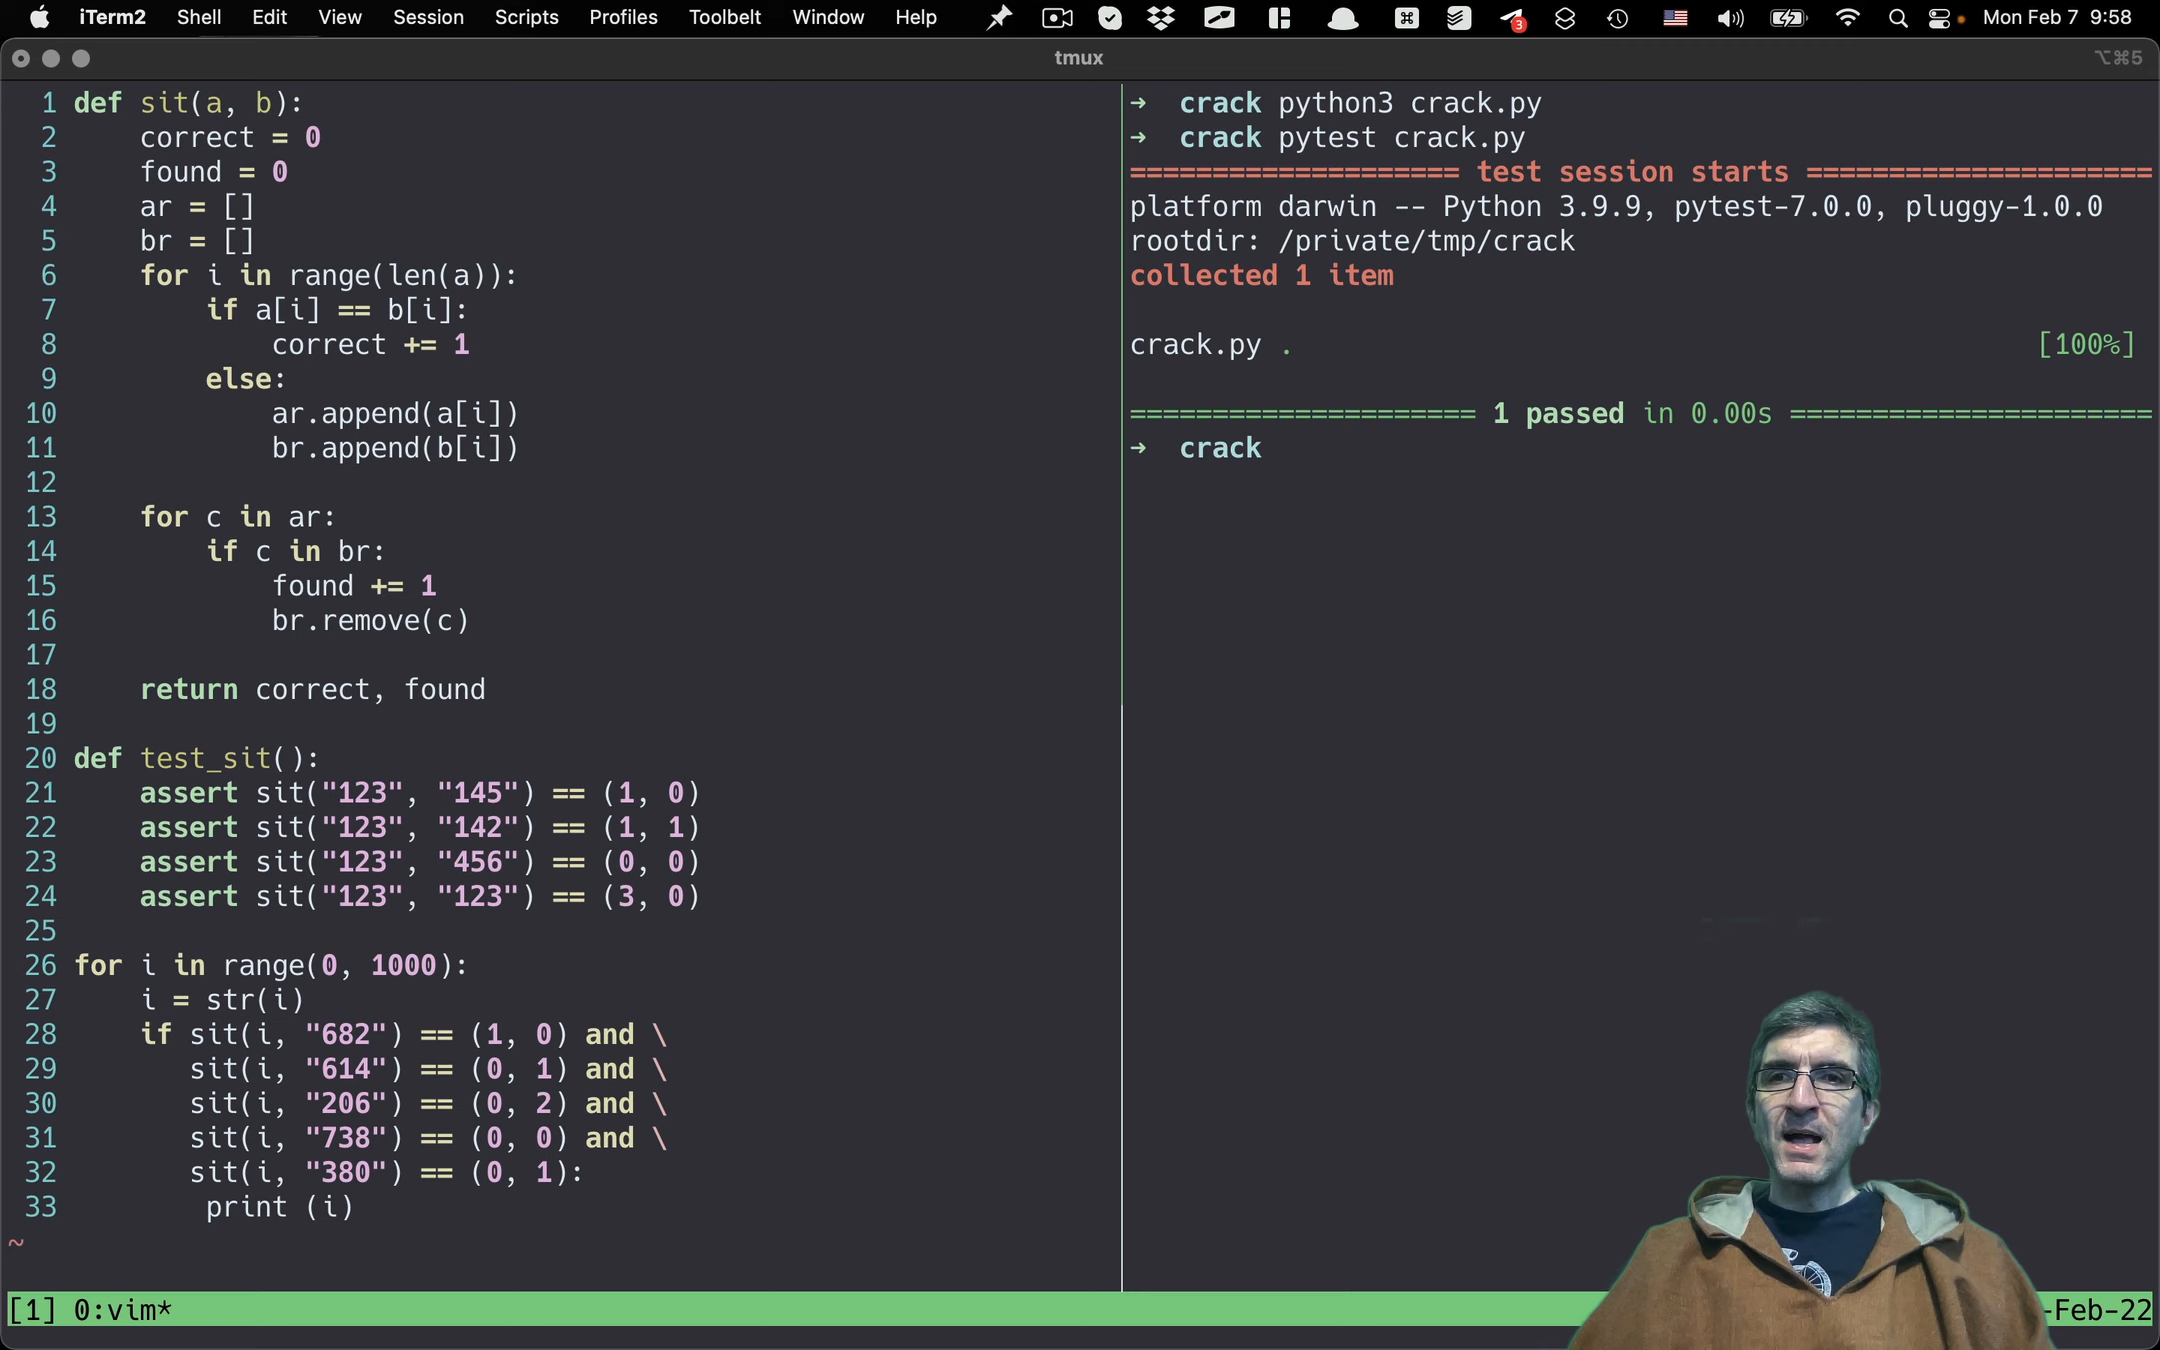 iTerm2 Shell Edit View Session Scripts Profiles Toolbelt Window Help 3 Mon Feb 7 9:58
tmux ⌥⌘5
1 def sit(a, b):
2     correct = 0
3     found = 0
4     ar = []
5     br = []
6     for i in range(len(a)):
7         if a[i] == b[i]:
8             correct += 1
9         else:
10             ar.append(a[i])
11             br.append(b[i])
12
13     for c in ar:
14         if c in br:
15             found += 1
16             br.remove(c)
17
18     return correct, found
19
20 def test_sit():
21     assert sit("123", "145") == (1, 0)
22     assert sit("123", "142") == (1, 1)
23     assert sit("123", "456") == (0, 0)
24     assert sit("123", "123") == (3, 0)
25
26 for i in range(0, 1000):
27     i = str(i)
28     if sit(i, "682") == (1, 0) and \
29        sit(i, "614") == (0, 1) and \
30        sit(i, "206") == (0, 2) and \
31        sit(i, "738") == (0, 0) and \
32        sit(i, "380") == (0, 1):
33         print (i)
~
→ crack python3 crack.py
→ crack pytest crack.py
==================== test session starts =====================
platform darwin -- Python 3.9.9, pytest-7.0.0, pluggy-1.0.0
rootdir: /private/tmp/crack
collected 1 item
crack.py . [100%]
===================== 1 passed in 0.00s ======================
→ crack
[1] 0:vim* -Feb-22